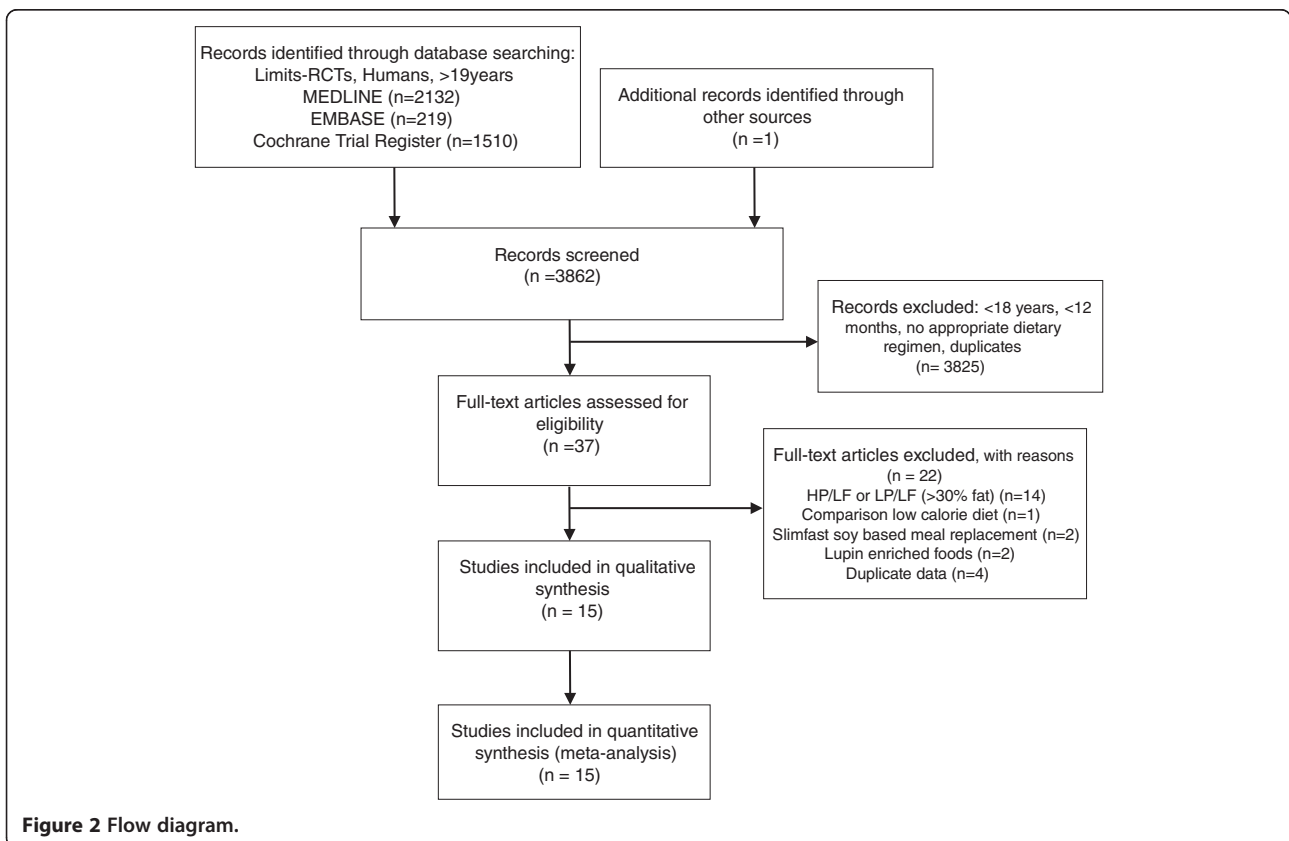 Records identified through database searching:
Limits-RCTs, Humans, >19years
MEDLINE (n=2132)
EMBASE (n=219)
Cochrane Trial Register (n=1510)
Additional records identified through
other sources
(n =1)
Records screened
(n =3862)
Records excluded: <18 years, <12
months, no appropriate dietary
regimen, duplicates
(n= 3825)
Full-text articles assessed for
eligibility
(n =37)
Full-text articles excluded, with reasons
(n = 22)
HP/LF or LP/LF (>30% fat) (n=14)
Comparison low calorie diet (n=1)
Slimfast soy based meal replacement (n=2)
Lupin enriched foods (n=2)
Duplicate data (n=4)
Studies included in qualitative
synthesis
(n = 15)
Studies included in quantitative
synthesis (meta-analysis)
(n = 15)
Figure 2 Flow diagram.